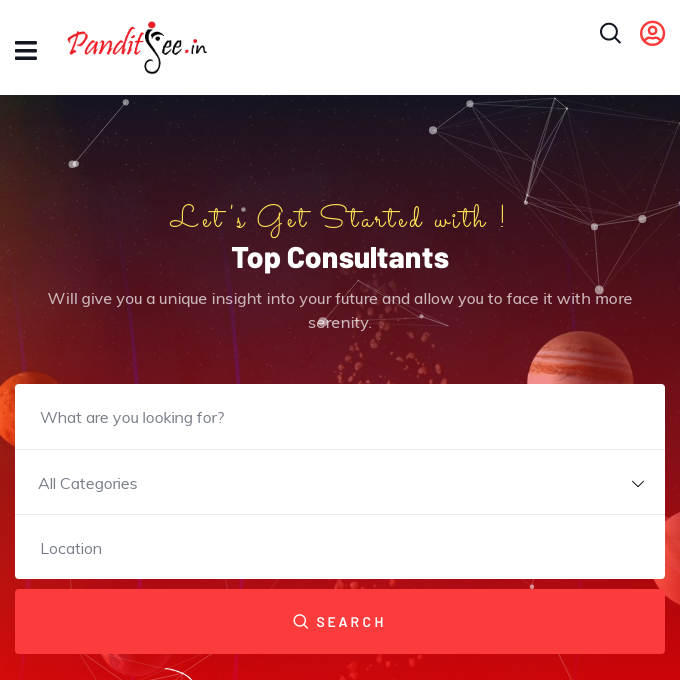 PanditJee.in
Let's Get Started with !
Top Consultants
Will give you a unique insight into your future and allow you to face it with more
serenity.
What are you looking for?
All Categories
Location
SEARCH